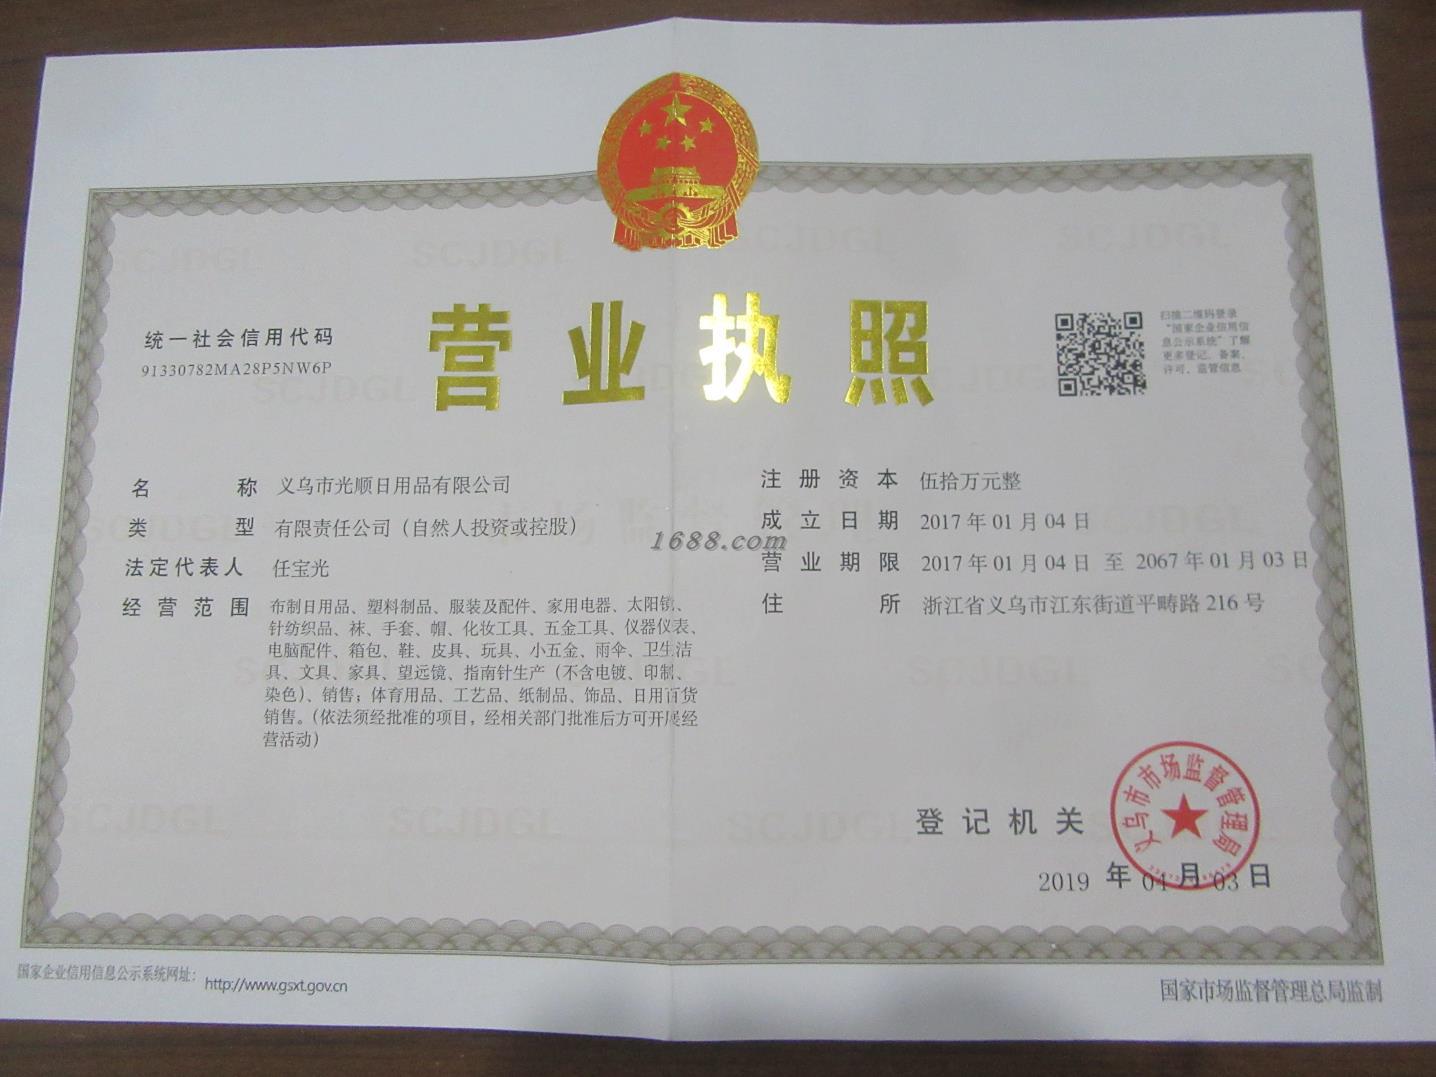 营业执照
统一社会信用代码
91330782MA28P5NW6P
扫描二维码登录
“国家企业信用信
息公示系统”了解
更多登记、备案、
许可、监管信息
名 称 义乌市光顺日用品有限公司
类 型 有限责任公司（自然人投资或控股）
法定代表人 任宝光
经营范围 布制日用品、塑料制品、服装及配件、家用电器、太阳镜、
针纺织品、袜、手套、帽、化妆工具、五金工具、仪器仪表、
电脑配件、箱包、鞋、皮具、玩具、小五金、雨伞、卫生洁
具、文具、家具、望远镜、指南针生产（不含电镀、印制、
染色）、销售；体育用品、工艺品、纸制品、饰品、日用百货
销售。（依法须经批准的项目，经相关部门批准后方可开展经
营活动）
注册资本 伍拾万元整
成立日期 2017年01月04日
营业期限 2017年01月04日 至 2067年01月03日
住 所 浙江省义乌市江东街道平畴路216号
1688.com
登记机关
义乌市市场监督管理局
2019 年 04 月 03 日
国家企业信用信息公示系统网址：http://www.gsxt.gov.cn
国家市场监督管理总局监制